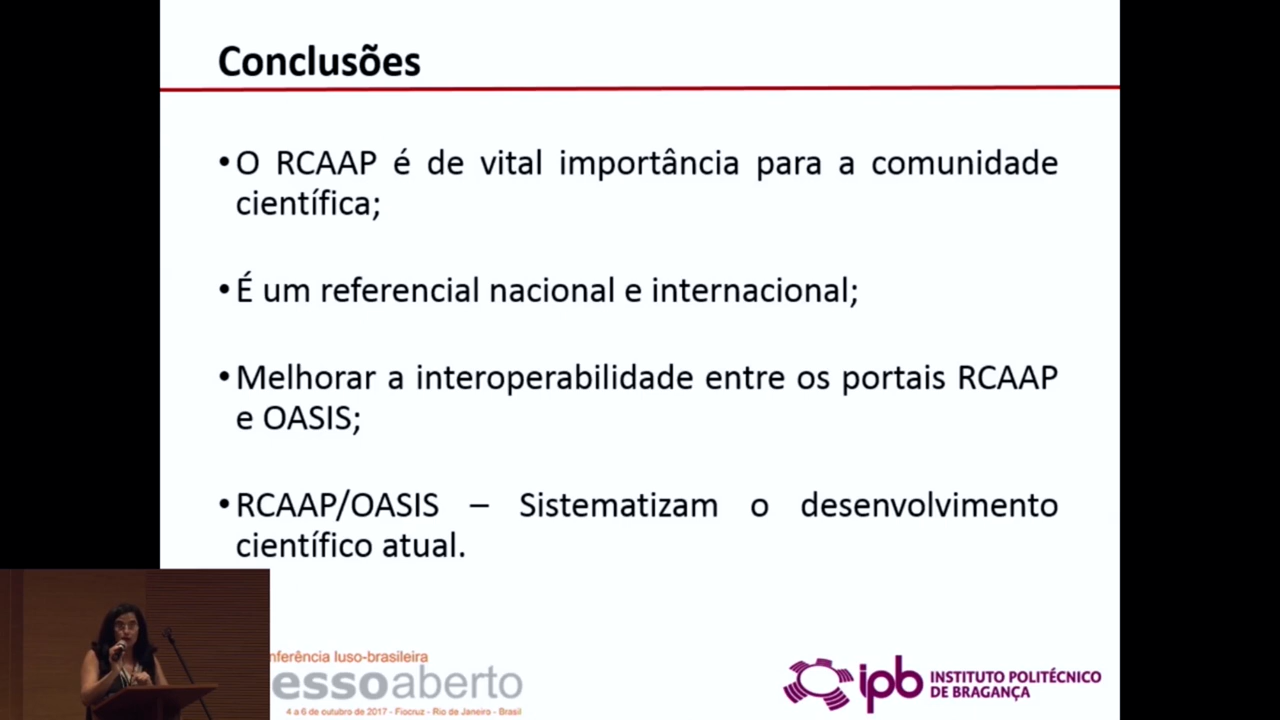 Conclusões
•O RCAAP é de vital importância para a comunidade
científica;
•É um referencial nacional e internacional;
•Melhorar a interoperabilidade entre os portais RCAAP
e OASIS;
•RCAAP/OASIS – Sistematizam o desenvolvimento
científico atual.
nferência luso-brasileira
essoaberto
4 a 6 de outubro de 2017 - Fiocruz - Rio de Janeiro - Brasil
ipb INSTITUTO POLITÉCNICO
DE BRAGANÇA